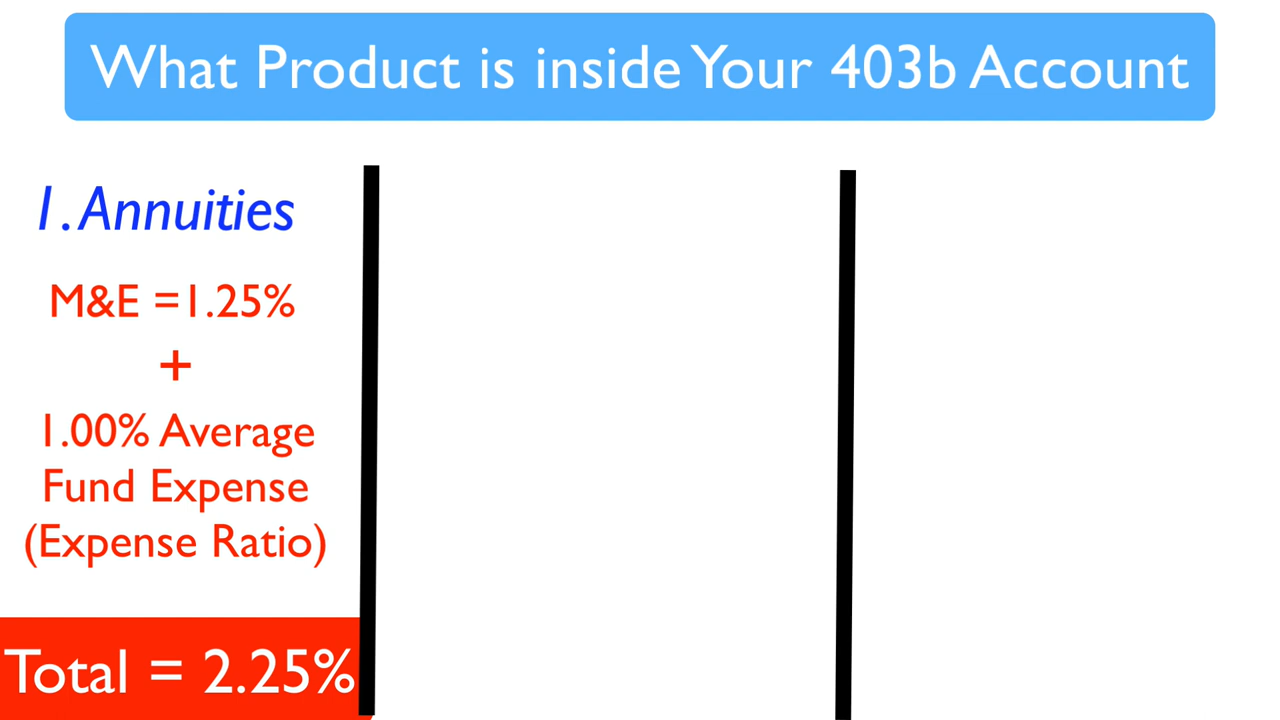 What Product is inside Your 403b Account
1. Annuities
M&E =1.25%
+
1.00% Average
Fund Expense
(Expense Ratio)
Total = 2.25%